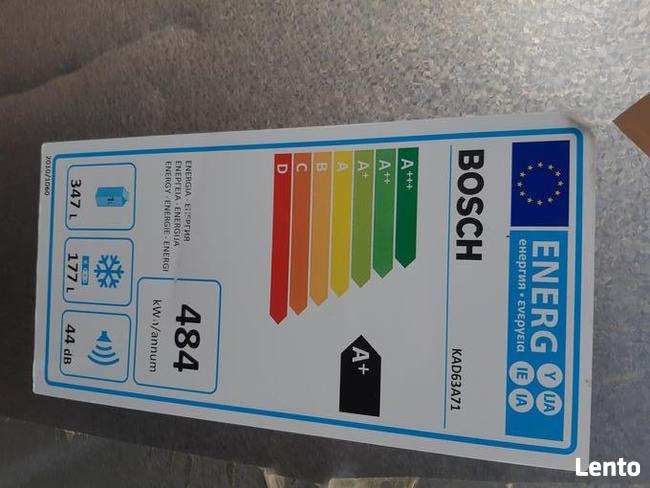 ENERG
енергия · ενεργεια
Y
IJA
IE
IA
BOSCH
KAD63A71
A+++
A++
A+
A
B
C
D
A+
ENERGIA · ЕНЕРГИЯ
ΕΝΕΡΓΕΙΑ · ENERGIJA
ENERGY · ENERGIE · ENERGI
484
kWh/annum
347 L
177 L
44 dB
2010/1060
Lento